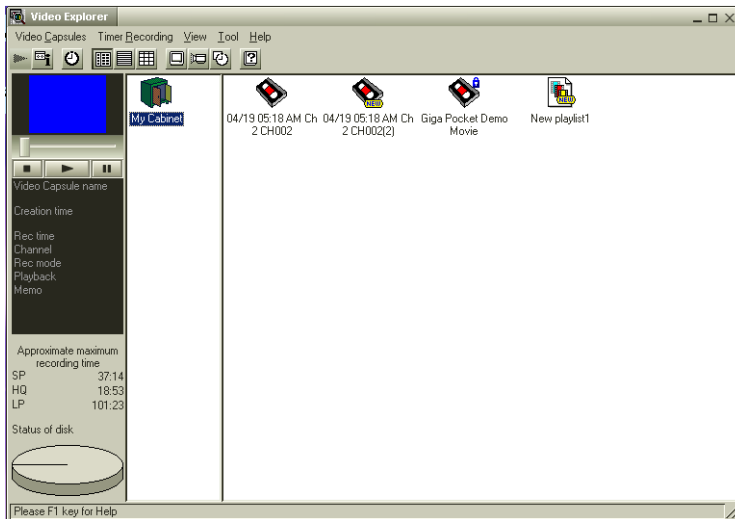 Video Explorer
Video Capsules Timer Recording View Tool Help
My Cabinet
04/19 05:18 AM Ch
2 CH002
04/19 05:18 AM Ch
2 CH002(2)
NEW
Giga Pocket Demo
Movie
New playlist1
NEW
Video Capsule name
Creation time
Rec time
Channel
Rec mode
Playback
Memo
Approximate maximum
recording time
SP 37:14
HQ 18:53
LP 101:23
Status of disk
Please F1 key for Help